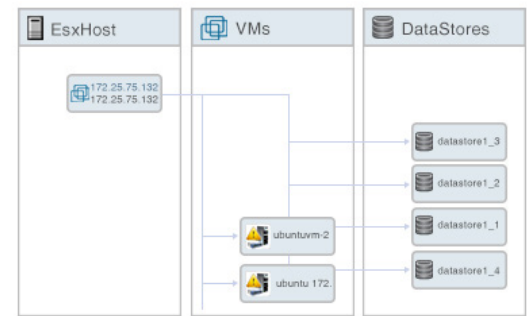 EsxHost
VMs
DataStores
172.25.75.132
172.25.75.132
datastore1_3
datastore1_2
ubuntuvm-2
datastore1_1
ubuntu 172.
datastore1_4